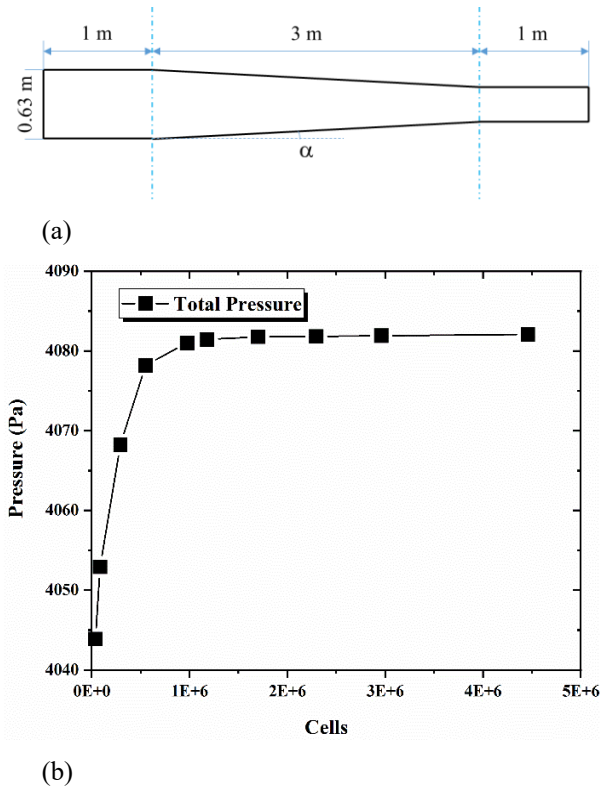 1 m 3 m 1 m
0.63 m
α
(a)
4090
Total Pressure
4080
4070
4060
4050
4040
Pressure (Pa)
0E+0 1E+6 2E+6 3E+6 4E+6 5E+6
Cells
(b)